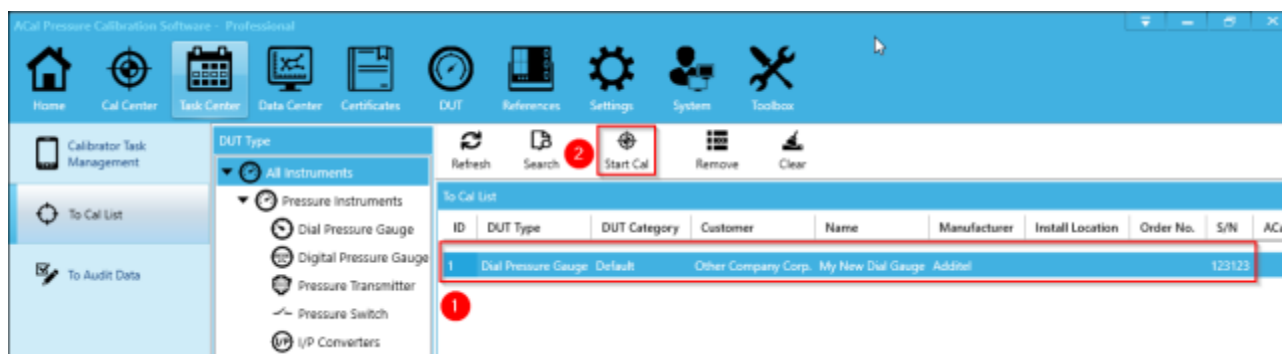 ACal Pressure Calibration Software - Professional
Home Cal Center Task Center Data Center Certificates DUT References Settings System Toolbox
Calibrator Task Management
To Cal List
To Audit Data
DUT Type
All Instruments
Pressure Instruments
Dial Pressure Gauge
Digital Pressure Gauge
Pressure Transmitter
Pressure Switch
I/P I/P Converters
Refresh Search 2 Start Cal Remove Clear
To Cal List
ID DUT Type DUT Category Customer Name Manufacturer Install Location Order No. S/N ACa
1 Dial Pressure Gauge Default Other Company Corp. My New Dial Gauge Additel 123123
1